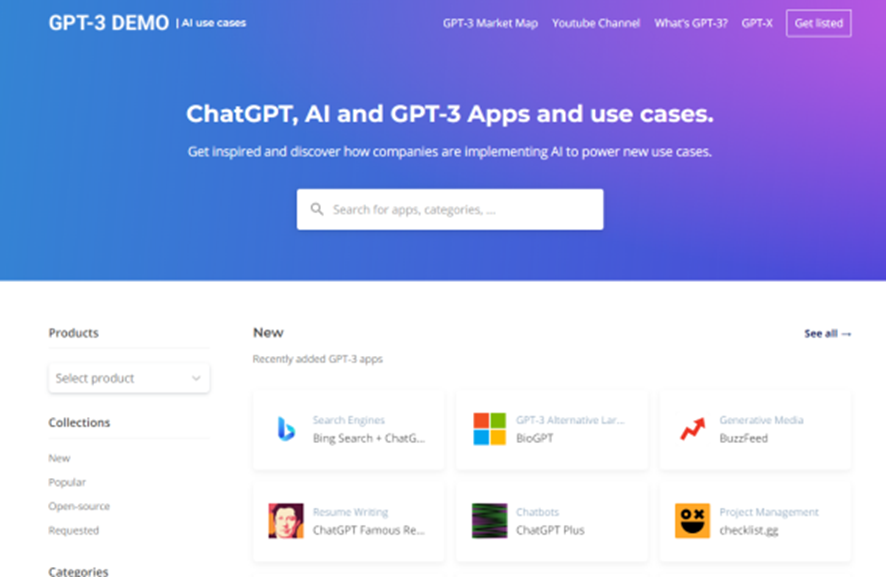 GPT-3 DEMO | AI use cases
GPT-3 Market Map Youtube Channel What's GPT-3? GPT-X Get listed
ChatGPT, AI and GPT-3 Apps and use cases.
Get inspired and discover how companies are implementing AI to power new use cases.
Search for apps, categories, ...
Products
Select product
Collections
New
Popular
Open-source
Requested
Categories
New
See all →
Recently added GPT-3 apps
Search Engines
Bing Search + ChatG...
GPT-3 Alternative Lar...
BioGPT
Generative Media
BuzzFeed
Resume Writing
ChatGPT Famous Re...
Chatbots
ChatGPT Plus
Project Management
checklist.gg